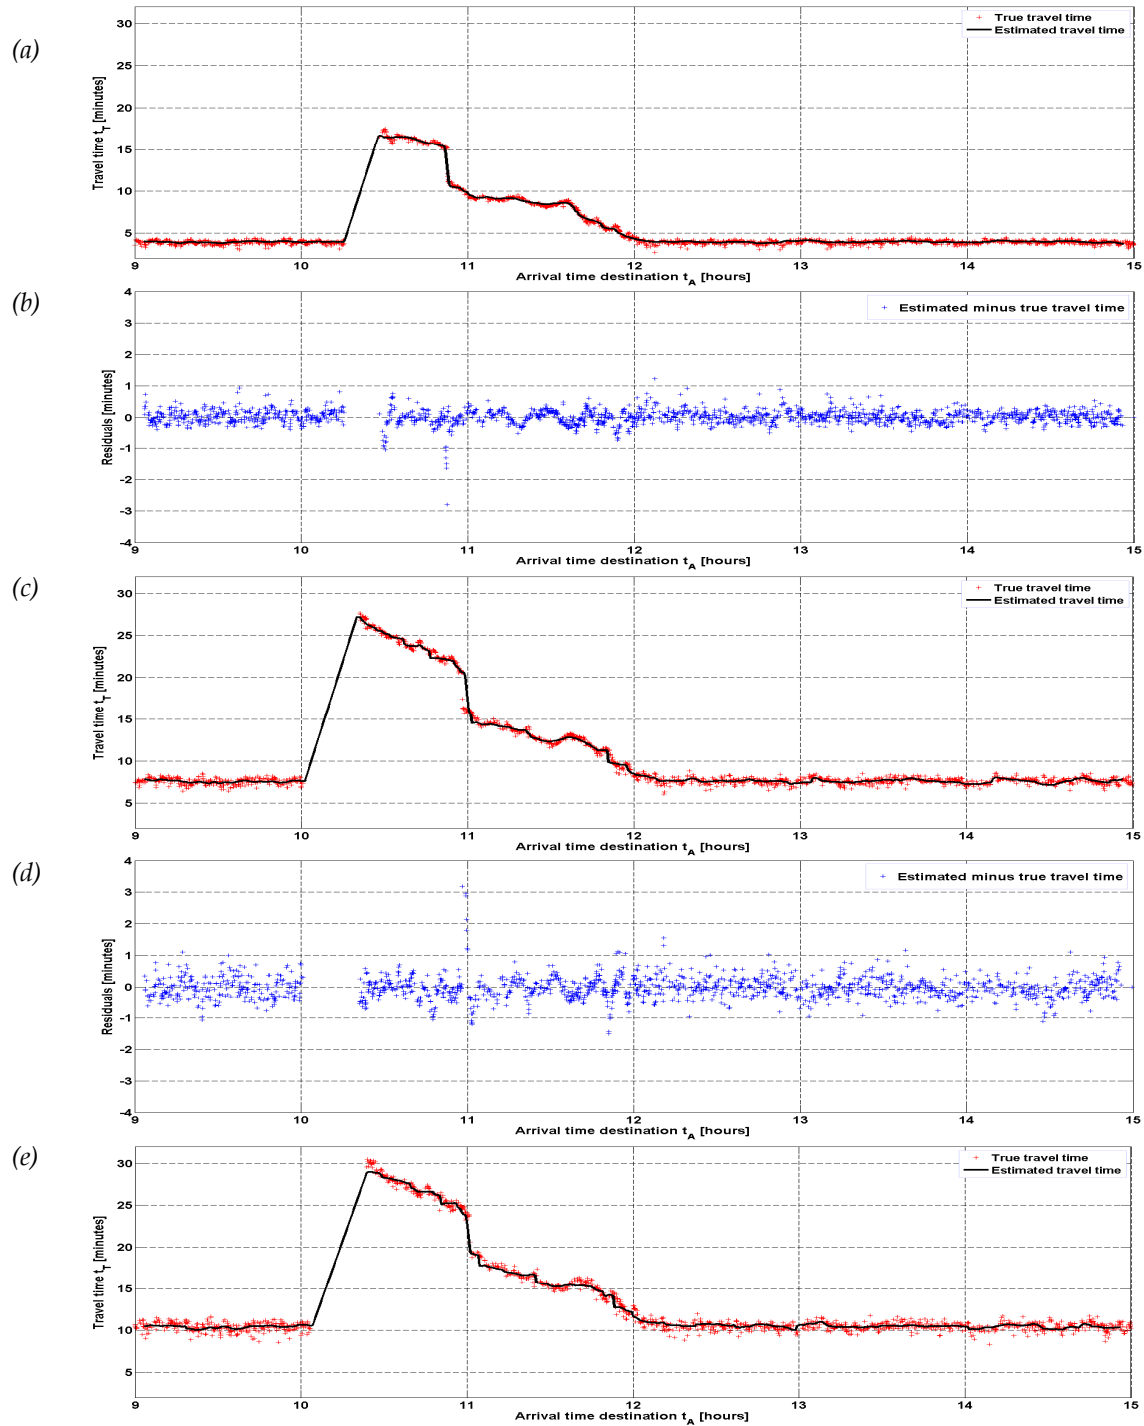 (a)
True travel time
Estimated travel time
Travel time t_T [minutes]
30
25
20
15
10
5
9 10 11 12 13 14 15
Arrival time destination t_A [hours]
(b)
Estimated minus true travel time
Residuals [minutes]
4
3
2
1
0
-1
-2
-3
-4
9 10 11 12 13 14 15
Arrival time destination t_A [hours]
(c)
True travel time
Estimated travel time
Travel time t_T [minutes]
30
25
20
15
10
5
9 10 11 12 13 14 15
Arrival time destination t_A [hours]
(d)
Estimated minus true travel time
Residuals [minutes]
4
3
2
1
0
-1
-2
-3
-4
9 10 11 12 13 14 15
Arrival time destination t_A [hours]
(e)
True travel time
Estimated travel time
Travel time t_T [minutes]
30
25
20
15
10
5
9 10 11 12 13 14 15
Arrival time destination t_A [hours]